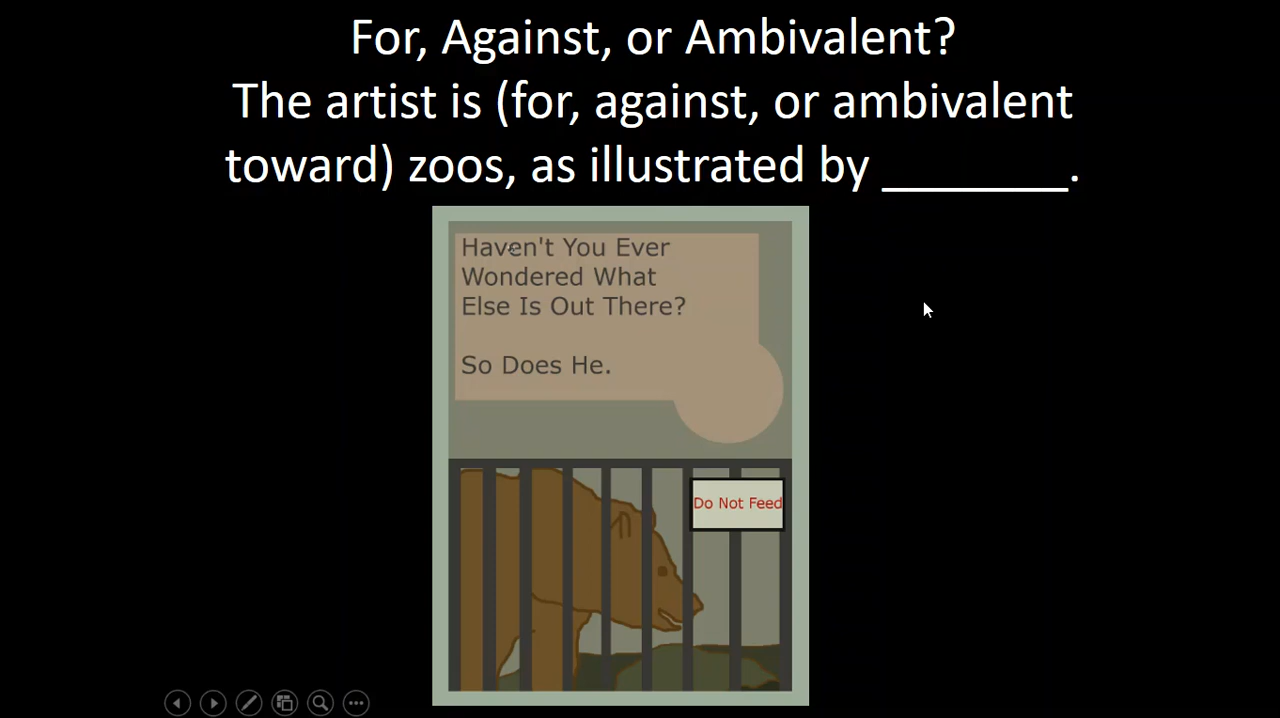 For, Against, or Ambivalent?
The artist is (for, against, or ambivalent
toward) zoos, as illustrated by _______.
Haven't You Ever
Wondered What
Else Is Out There?
So Does He.
Do Not Feed